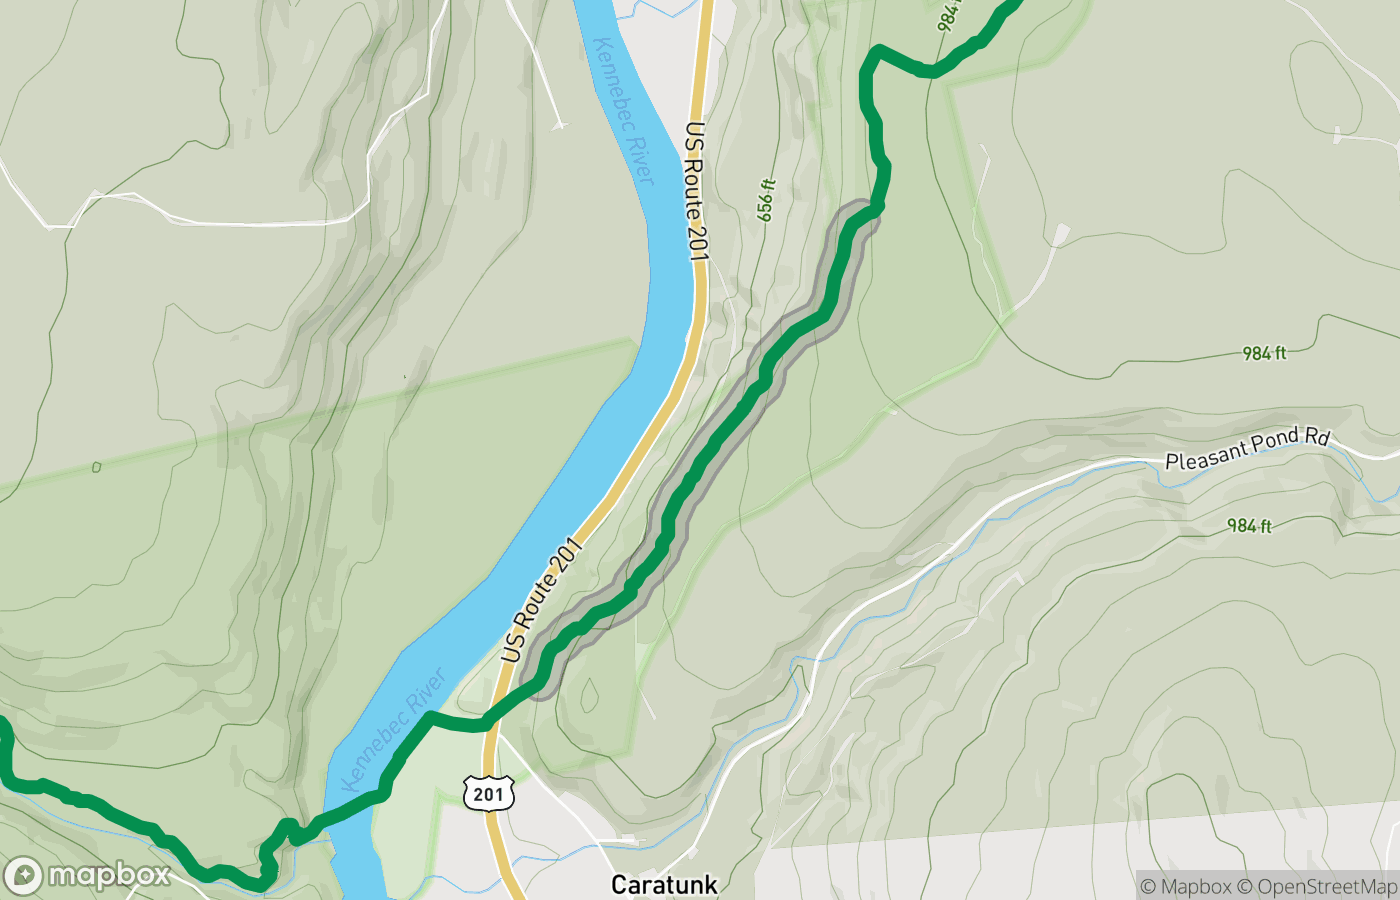 984 f
Kennebec River
US Route 201
656 ft
984 ft
Pleasant Pond Rd
984 ft
US Route 201
Kennebec River
201
Caratunk
mapbox
© Mapbox © OpenStreetMap